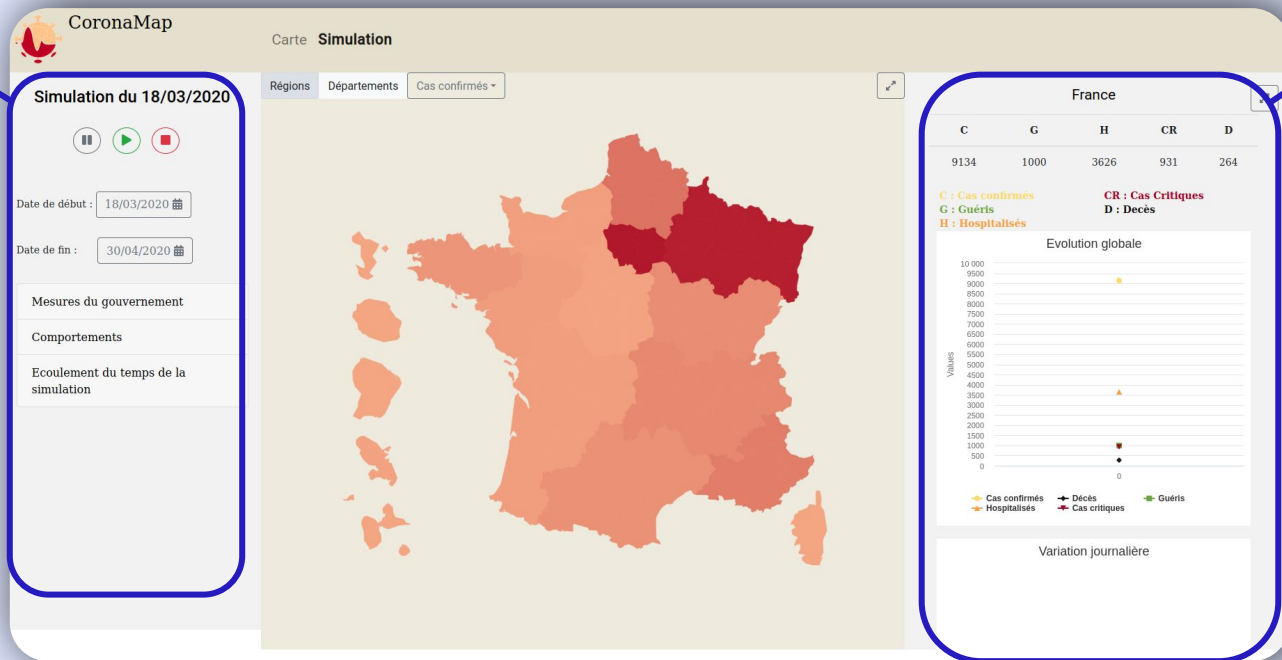 CoronaMap
Carte Simulation
Simulation du 18/03/2020
Date de début : 18/03/2020
Date de fin : 30/04/2020
Mesures du gouvernement
Comportements
Ecoulement du temps de la
simulation
Régions Départements Cas confirmés
France
C G H CR D
9134 1000 3626 931 264
C : Cas confirmés CR : Cas Critiques
G : Guéris D : Decès
H : Hospitalisés
Evolution globale
10 000
9500
9000
8500
8000
7500
7000
6500
6000
5500
5000
4500
4000
3500
3000
2500
2000
1500
1000
500
0
Values
0
Cas confirmés Décès Guéris
Hospitalisés Cas critiques
Variation journalière